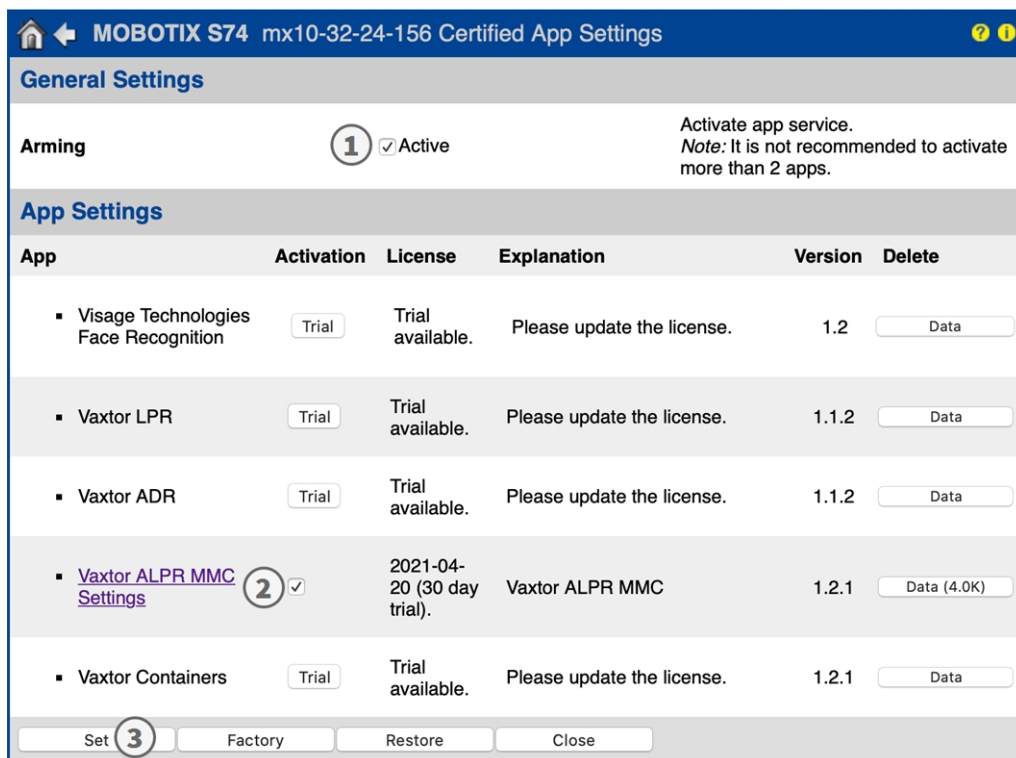 MOBOTIX S74 mx10-32-24-156 Certified App Settings ? i
General Settings
Arming 1 Active Activate app service.
Note: It is not recommended to activate
more than 2 apps.
App Settings
App Activation License Explanation Version Delete
Visage Technologies
Face Recognition Trial Trial
available. Please update the license. 1.2 Data
Vaxtor LPR Trial Trial
available. Please update the license. 1.1.2 Data
Vaxtor ADR Trial Trial
available. Please update the license. 1.1.2 Data
Vaxtor ALPR MMC
Settings 2 2021-04-
20 (30 day
trial). Vaxtor ALPR MMC 1.2.1 Data (4.0K)
Vaxtor Containers Trial Trial
available. Please update the license. 1.2.1 Data
Set 3 Factory Restore Close